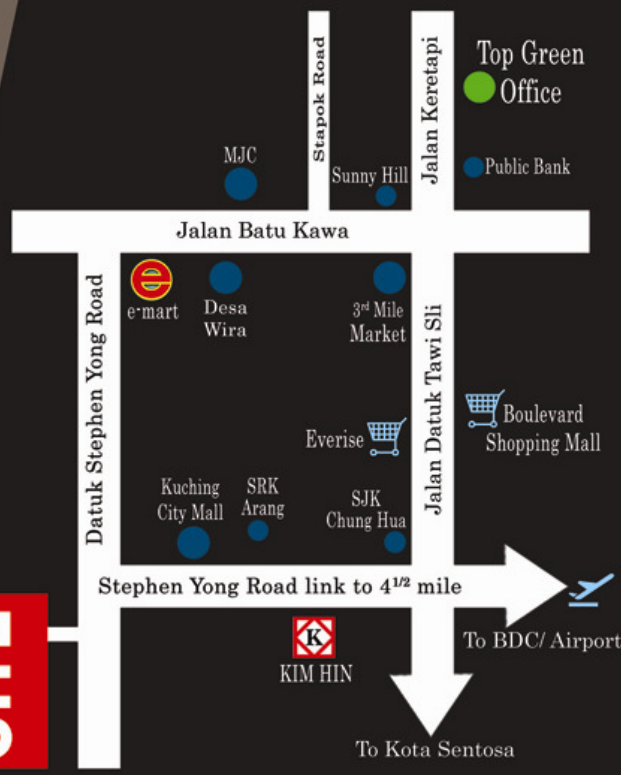 Top Green
Office
Stapok Road
Jalan Keretapi
MJC
Sunny Hill
Public Bank
Jalan Batu Kawa
e
e-mart
Desa
Wira
3rd Mile
Market
Datuk Stephen Yong Road
Jalan Datuk Tawi Sli
Everise
Boulevard
Shopping Mall
Kuching
City Mall
SRK
Arang
SJK
Chung Hua
Stephen Yong Road link to 4 1/2 mile
K
KIM HIN
To BDC/ Airport
To Kota Sentosa